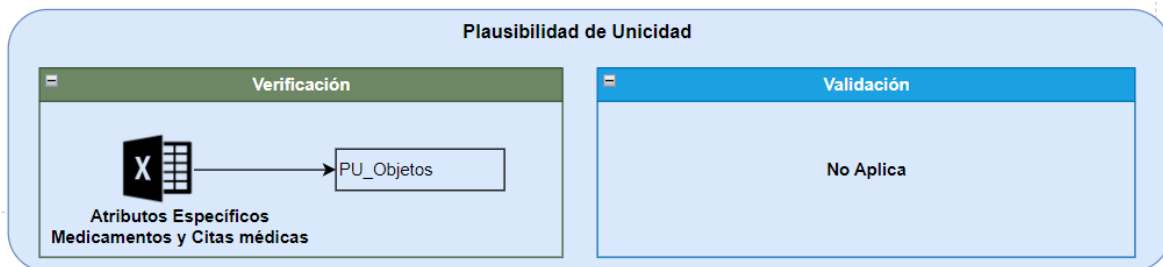 Plausibilidad de Unicidad
Verificación
X
PU_Objetos
Atributos Específicos
Medicamentos y Citas médicas
Validación
No Aplica